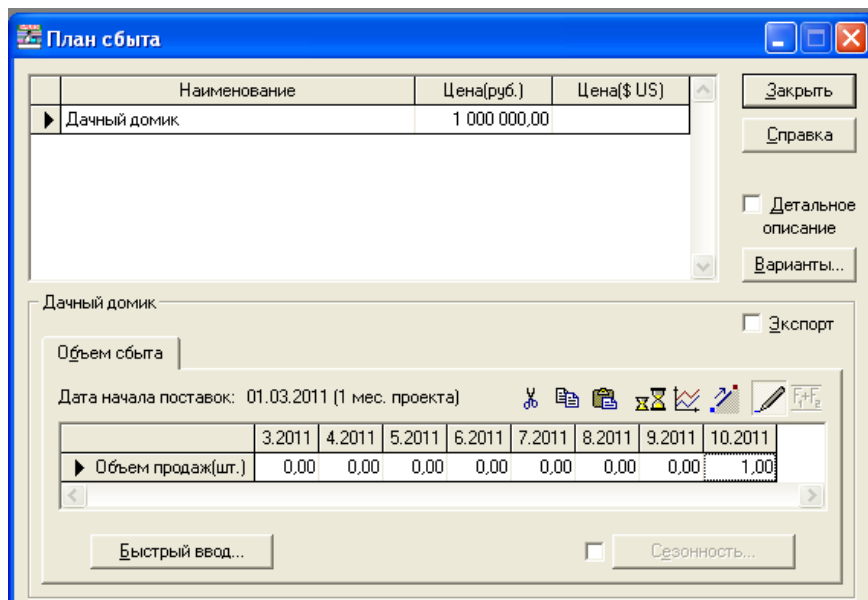 План сбыта
Наименование Цена(руб.) Цена($ US)
Дачный домик 1 000 000,00
Закрыть
Справка
Детальное
описание
Варианты...
Дачный домик
Экспорт
Объем сбыта
Дата начала поставок: 01.03.2011 (1 мес. проекта)
F1+F2
3.2011 4.2011 5.2011 6.2011 7.2011 8.2011 9.2011 10.2011
Объем продаж(шт.) 0,00 0,00 0,00 0,00 0,00 0,00 0,00 1,00
Быстрый ввод...
Сезонность...